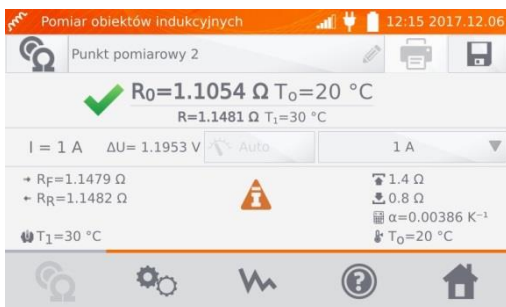 Pomiar obiektów indukcyjnych 12:15 2017.12.06
Punkt pomiarowy 2
R₀=1.1054 Ω T₀=20 °C
R=1.1481 Ω T₁=30 °C
I = 1 A ΔU= 1.1953 V Auto 1 A
RF=1.1479 Ω 1.4 Ω
RR=1.1482 Ω 0.8 Ω
α=0.00386 K⁻¹
T₁=30 °C T₀=20 °C